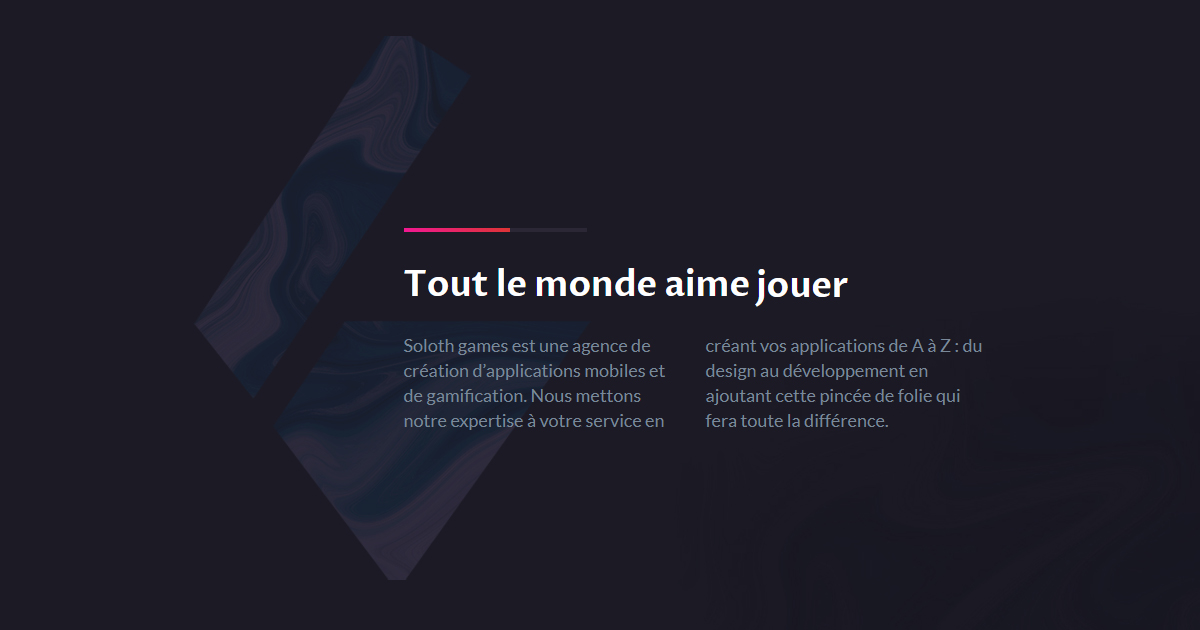 Tout le monde aime jouer
Soloth games est une agence de
création d’applications mobiles et
de gamification. Nous mettons
notre expertise à votre service en
créant vos applications de A à Z : du
design au développement en
ajoutant cette pincée de folie qui
fera toute la différence.